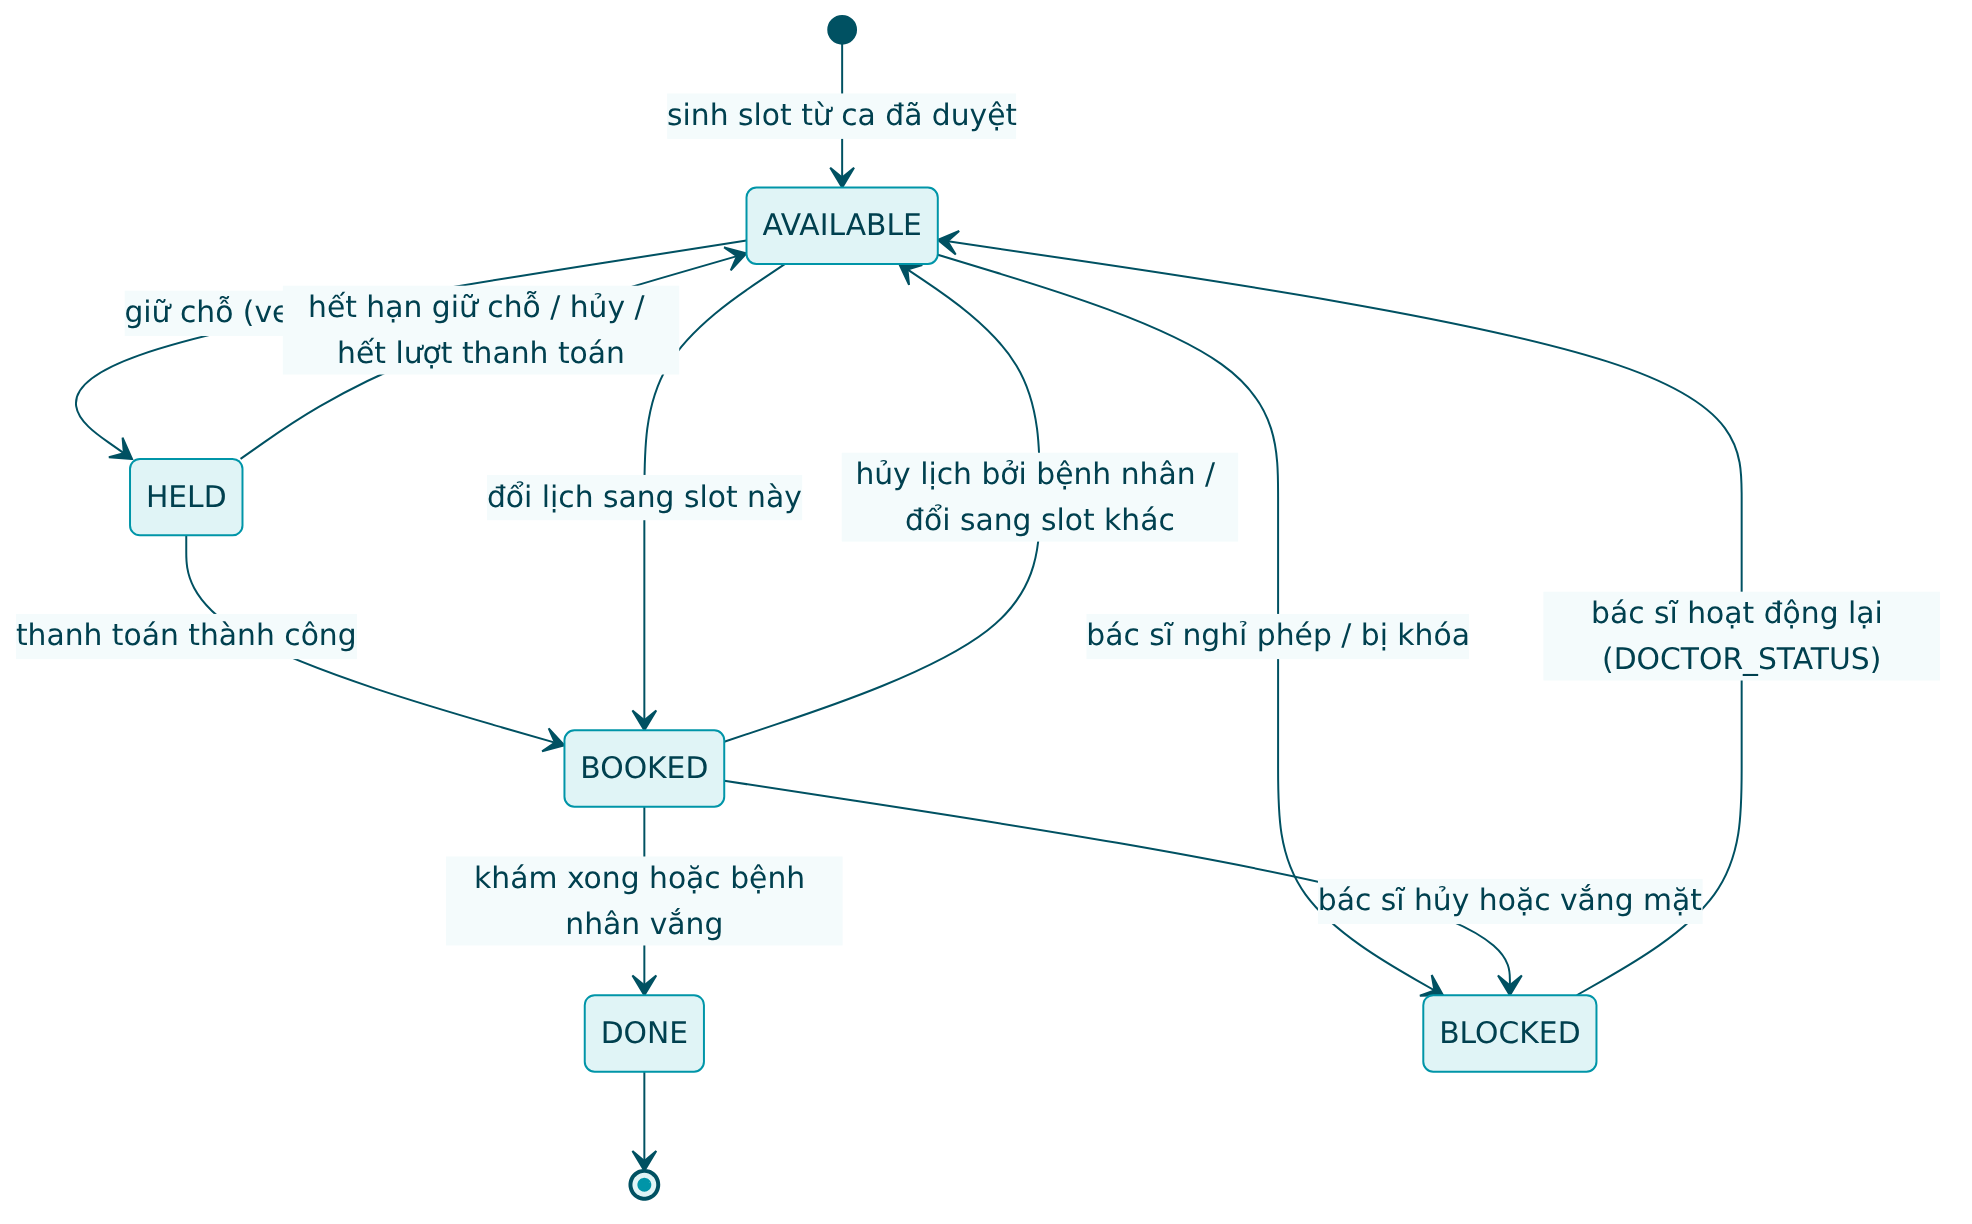 sinh slot từ ca đã duyệt
AVAILABLE
giữ chỗ
hết hạn giữ chỗ / hủy /
hết lượt thanh toán
HELD
đổi lịch sang slot này
hủy lịch bởi bệnh nhân /
đổi sang slot khác
thanh toán thành công
bác sĩ nghỉ phép / bị khóa
bác sĩ hoạt động lại
(DOCTOR_STATUS)
BOOKED
khám xong hoặc bệnh
nhân vắng
bác sĩ hủy hoặc vắng mặt
DONE
BLOCKED